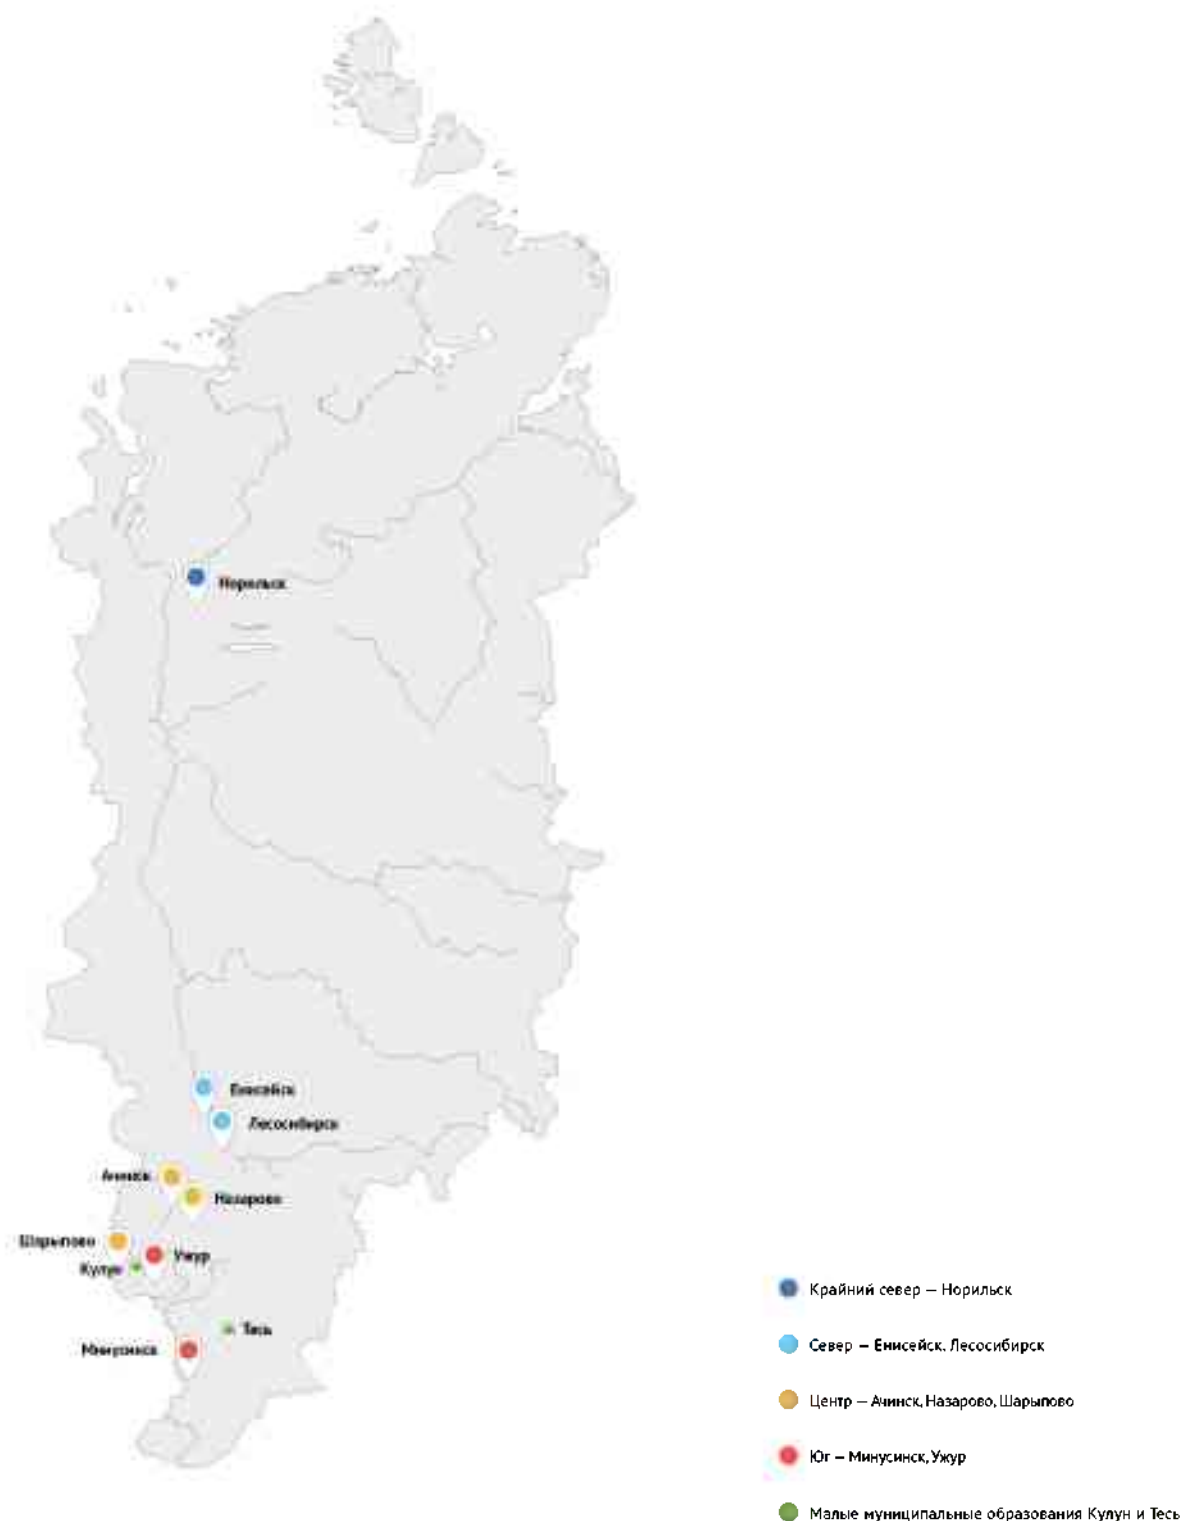 Норильск
Енисейск
Лесосибирск
Ачинск
Назарово
Шарыпово
Ужур
Кулун
Тесь
Минусинск
Крайний север – Норильск
Север – Енисейск, Лесосибирск
Центр – Ачинск, Назарово, Шарыпово
Юг – Минусинск, Ужур
Малые муниципальные образования Кулун и Тесь